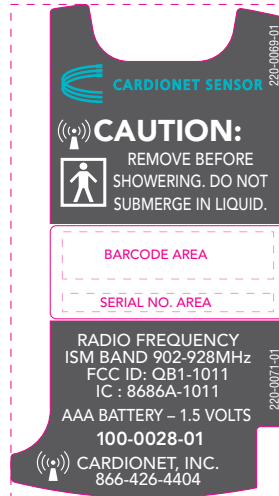 CARDIONET SENSOR
220-0069-01
CAUTION:
REMOVE BEFORE
SHOWERING. DO NOT
SUBMERGE IN LIQUID.
BARCODE AREA
SERIAL NO. AREA
RADIO FREQUENCY
ISM BAND 902-928MHz
FCC ID: QB1-1011
IC : 8686A-1011
AAA BATTERY – 1.5 VOLTS
220-0071-01
100-0028-01
CARDIONET, INC.
866-426-4404